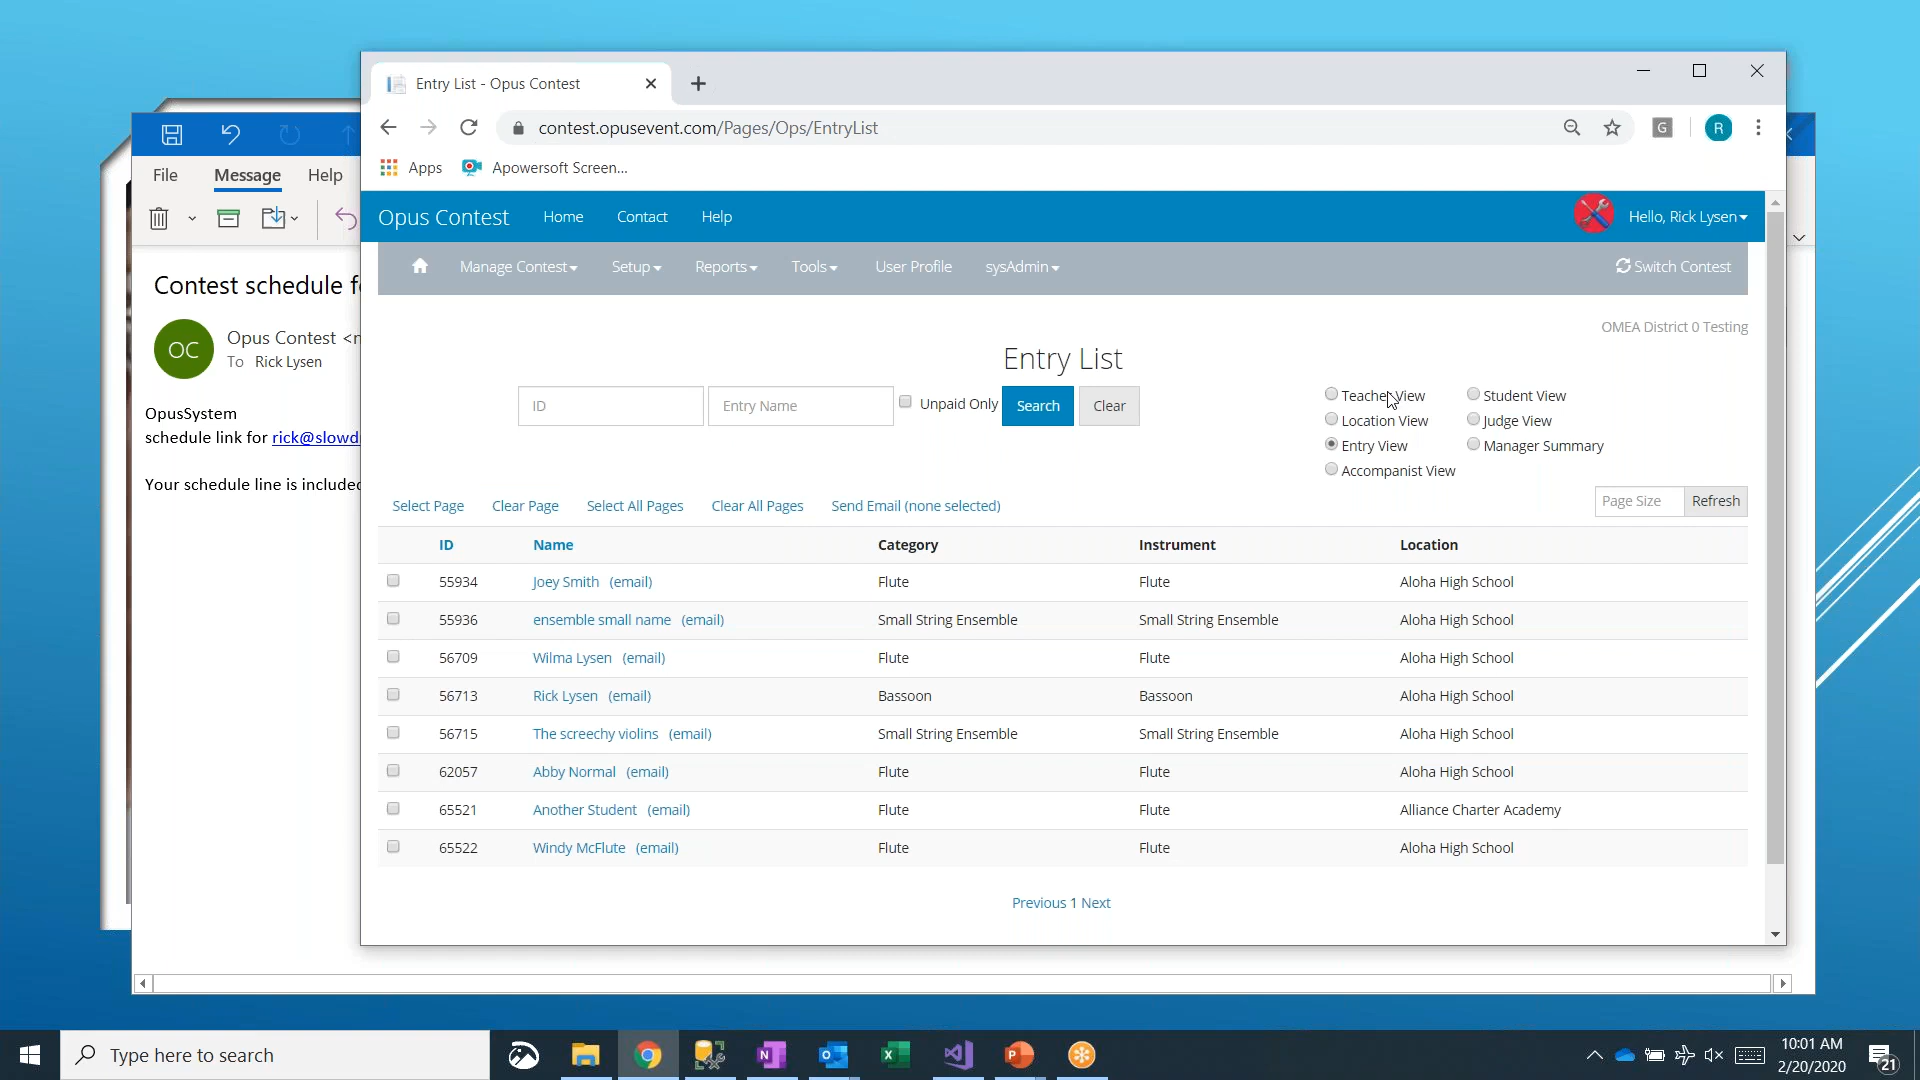 Entry List - Opus Contest
contest.opusevent.com/Pages/Ops/EntryList
G
R
Apps
Apowersoft Screen...
File
Message
Help
Opus Contest
Home
Contact
Help
Hello, Rick Lysen
Manage Contest
Setup
Reports
Tools
User Profile
sysAdmin
Switch Contest
Contest schedule f
OC
Opus Contest <n
To Rick Lysen
OpusSystem
schedule link for rick@slowd
Your schedule line is included
OMEA District 0 Testing
Entry List
ID
Entry Name
Unpaid Only
Search
Clear
Teacher View
Student View
Location View
Judge View
Entry View
Manager Summary
Accompanist View
Select Page
Clear Page
Select All Pages
Clear All Pages
Send Email (none selected)
Page Size
Refresh
ID Name Category Instrument Location
55934 Joey Smith (email) Flute Flute Aloha High School
55936 ensemble small name (email) Small String Ensemble Small String Ensemble Aloha High School
56709 Wilma Lysen (email) Flute Flute Aloha High School
56713 Rick Lysen (email) Bassoon Bassoon Aloha High School
56715 The screechy violins (email) Small String Ensemble Small String Ensemble Aloha High School
62057 Abby Normal (email) Flute Flute Aloha High School
65521 Another Student (email) Flute Flute Alliance Charter Academy
65522 Windy McFlute (email) Flute Flute Aloha High School
Previous 1 Next
Type here to search
10:01 AM
2/20/2020
21